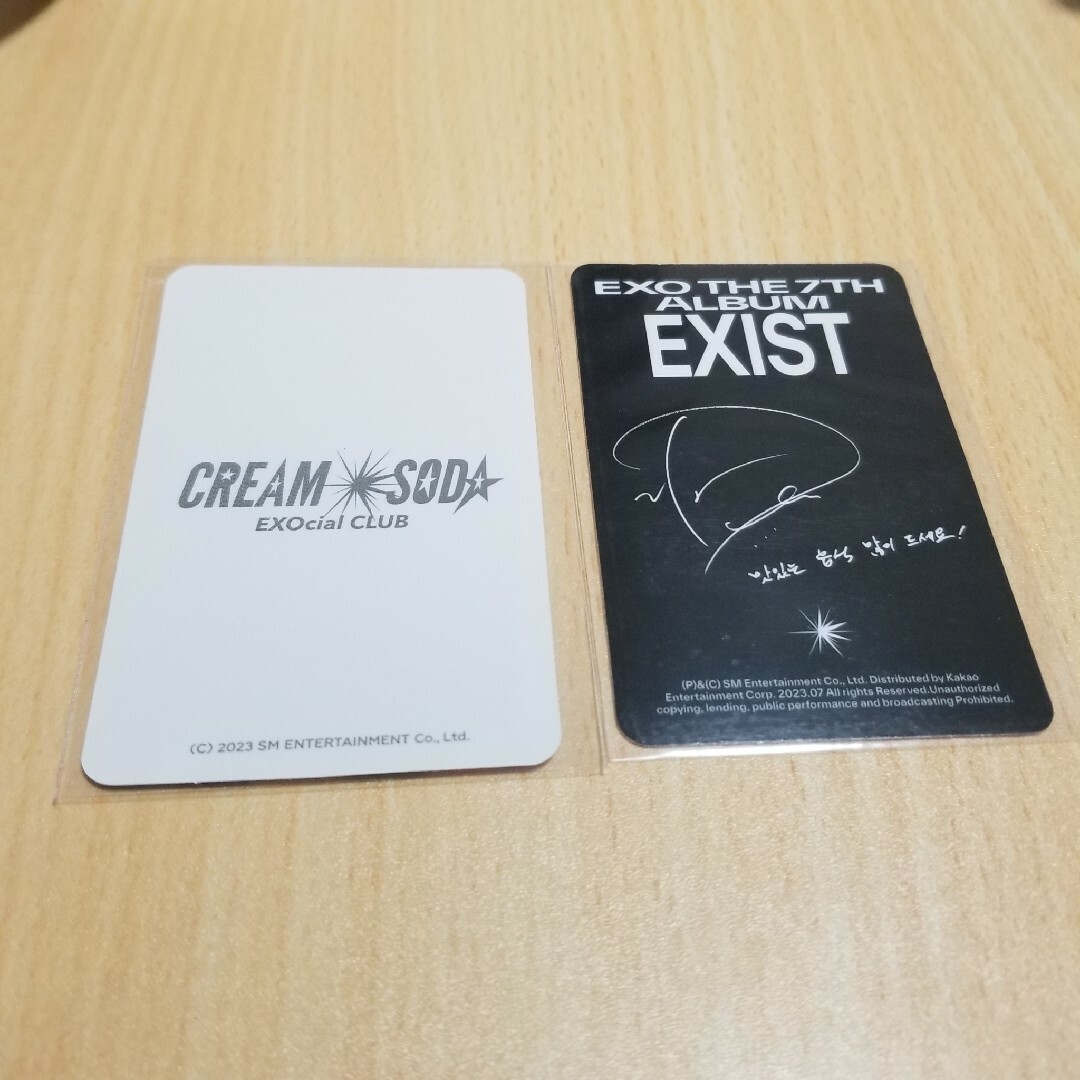 CREAM SODA
EXOcial CLUB
(C) 2023 SM ENTERTAINMENT Co., Ltd.
EXO THE 7TH
ALBUM
EXIST
맛있는 음식 많이 드세요!
(P)&(C) SM Entertainment Co., Ltd. Distributed by Kakao
Entertainment Corp. 2023.07 All rights Reserved.Unauthorized
copying, lending, public performance and broadcasting Prohibited.